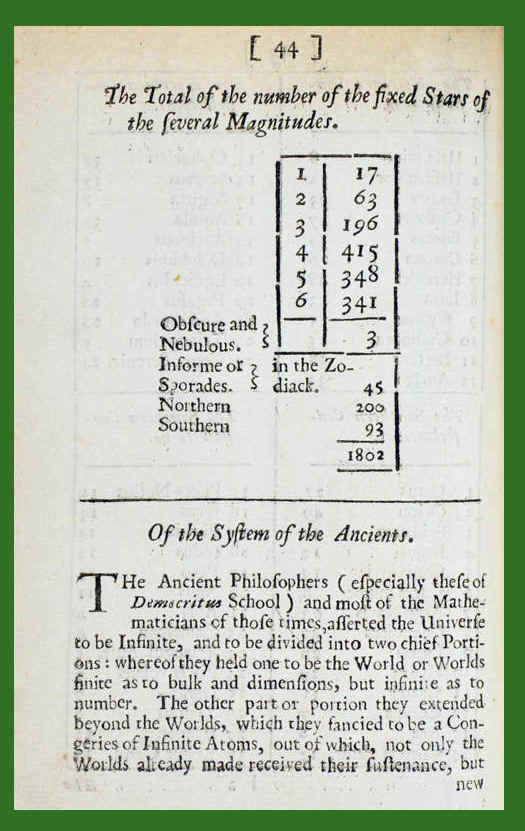 [ 44 ]
The Total of the number of the fixed Stars of
the ſeveral Magnitudes.
1 17
2 63
3 196
4 415
5 348
6 341
Obſcure and
Nebulous. 3
Informe or in the Zo-
Sporades. diack. 45
Northern 200
Southern 93
1802
Of the Syſtem of the Ancients.
THe Ancient Philoſophers ( eſpecially theſe of
Democritus School ) and moſt of the Mathe-
maticians of thoſe times, aſſerted the Univerſe
to be Infinite, and to be divided into two chief Porti-
ons : whereof they held one to be the World or Worlds
finite as to bulk and dimenſions, but infinite as to
number. The other part or portion they extended
beyond the Worlds, which they fancied to be a Con-
geries of Infinite Atoms, out of which, not only the
Worlds already made received their ſuſtenance, but
new